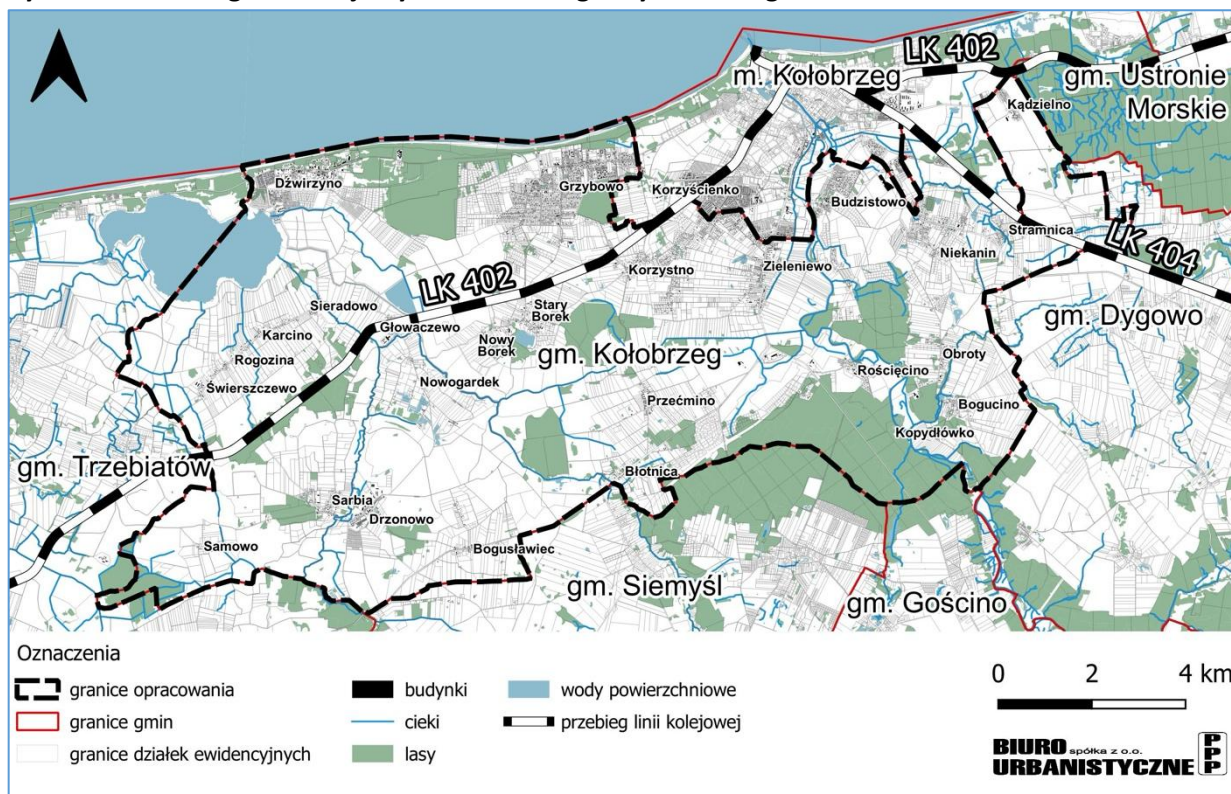 LK 402
m. Kołobrzeg
gm. Ustronie
Morskie
Kądzielno
Dźwirzyno
Grzybowo
Korzyścienko
Budzistowo
Stramnica
LK 404
Niekanin
Zieleniewo
Korzystno
LK 402
Sieradowo
Stary
Borek
Głowaczewo
Karcino
Nowy
Borek
gm. Kołobrzeg
gm. Dygowo
Rogozina
Obroty
Rościęcino
Świerszczewo
Nowogardek
Przećmino
Bogucino
Kopydłówko
gm. Trzebiatów
Błotnica
Sarbia
Drzonowo
Samowo
Bogusławiec
gm. Siemyśl
gm. Gościno
Oznaczenia
granice opracowania
granice gmin
granice działek ewidencyjnych
budynki
cieki
lasy
wody powierzchniowe
przebieg linii kolejowej
0 2 4 km
BIURO spółka z o.o.
URBANISTYCZNE
PPP